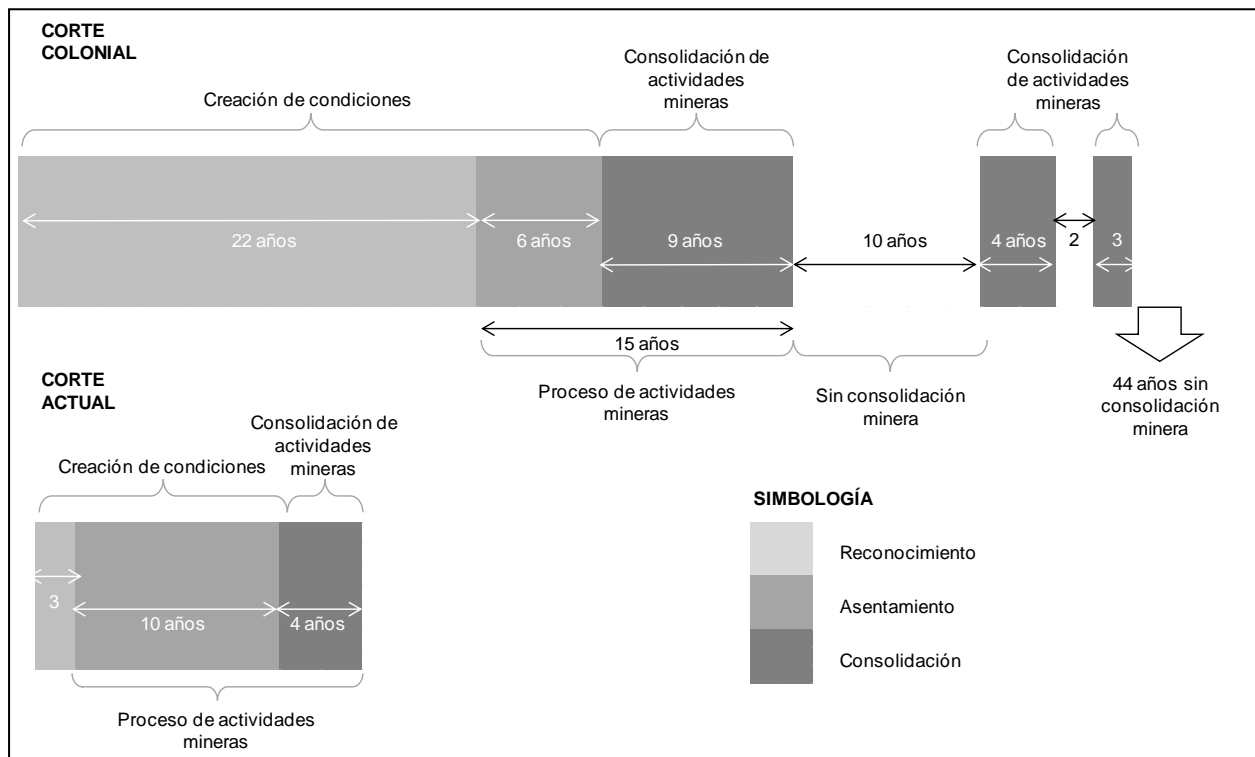 CORTE
COLONIAL
Creación de condiciones
Consolidación de
actividades
mineras
Consolidación
de actividades
mineras
22 años
6 años
9 años
10 años
4 años
2
3
15 años
Proceso de actividades
mineras
Sin consolidación
minera
44 años sin
consolidación
minera
CORTE
ACTUAL
Creación de condiciones
Consolidación de
actividades
mineras
3
10 años
4 años
Proceso de actividades
mineras
SIMBOLOGÍA
Reconocimiento
Asentamiento
Consolidación